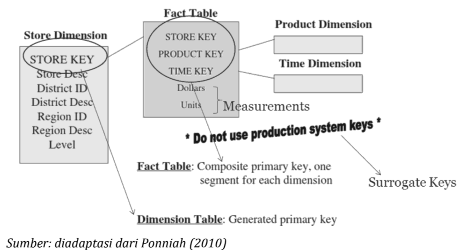 Fact Table
Product Dimension
Store Dimension
STORE KEY
STORE KEY
PRODUCT KEY
Store Desc
TIME KEY
Time Dimension
District ID
Dollars
District Desc
Units
Measurements
Region ID
Region Desc
Level
* Do not use production system keys *
Fact Table: Composite primary key, one
segment for each dimension
Surrogate Keys
Dimension Table: Generated primary key
Sumber: diadaptasi dari Ponniah (2010)